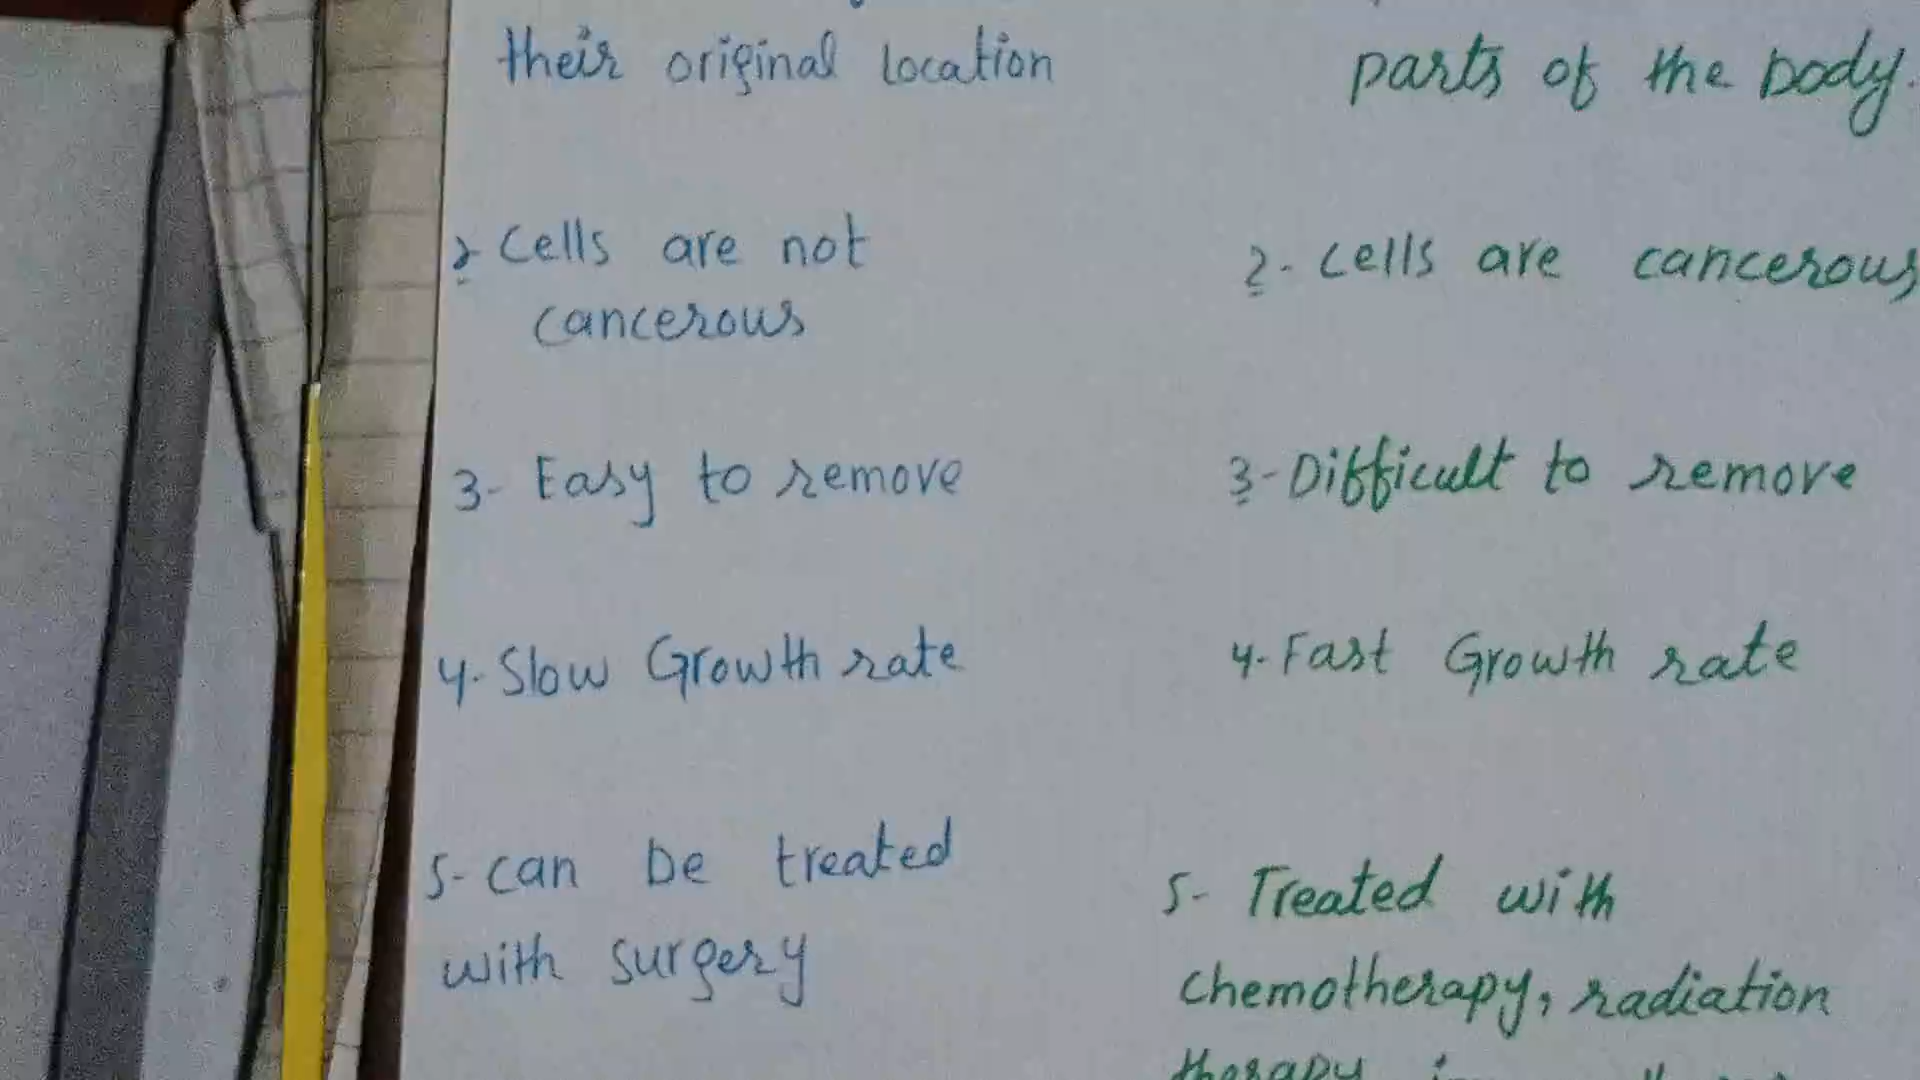 their original location
2 Cells are not
cancerous
3- Easy to remove
4. Slow Growth rate
5- can be treated
with surgery
parts of the body.
2. cells are cancerous
3-Difficult to remove
4. Fast Growth rate
5- Treated with
chemotherapy, radiation
therapy